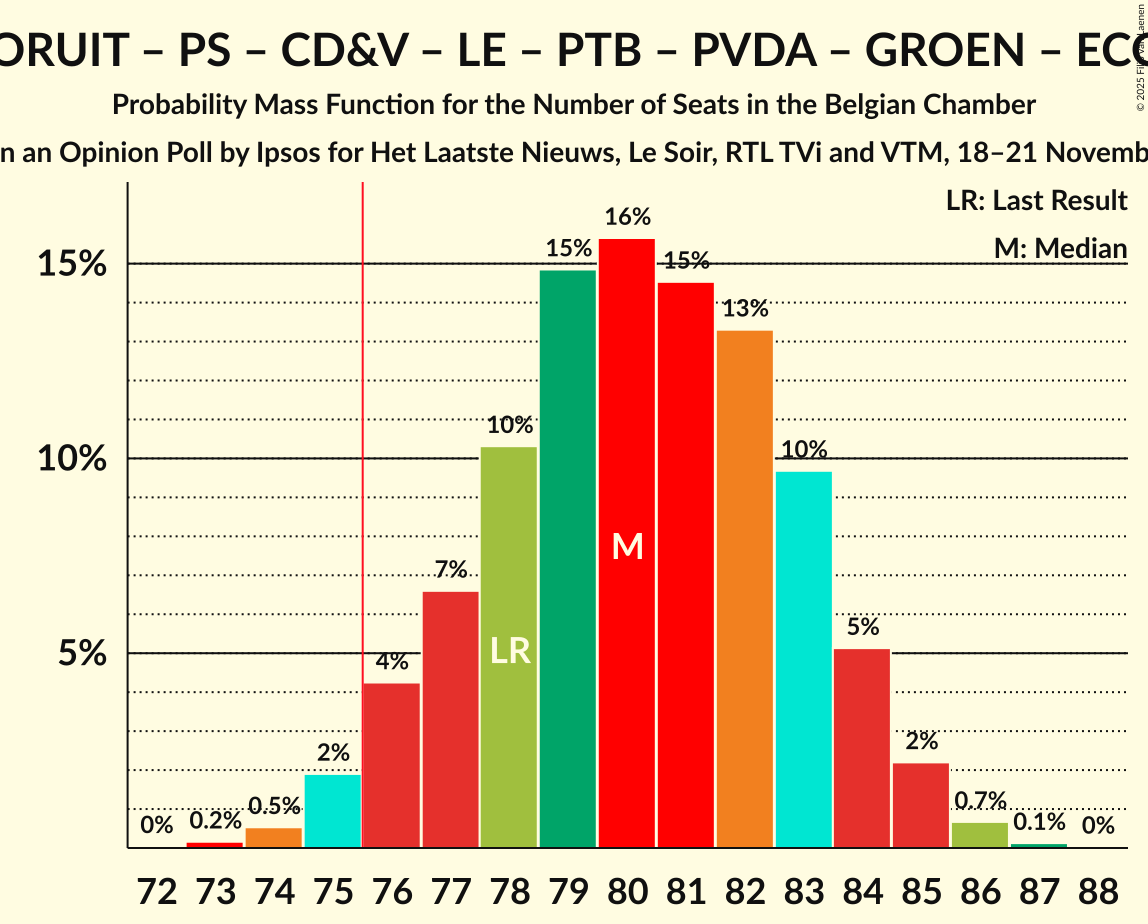 ORUIT – PS – CD&V – LE – PTB – PVDA – GROEN – ECO
Probability Mass Function for the Number of Seats in the Belgian Chamber
n an Opinion Poll by Ipsos for Het Laatste Nieuws, Le Soir, RTL TVi and VTM, 18–21 Novemb
LR: Last Result
M: Median
15%
10%
5%
0%
0.2%
0.5%
2%
4%
7%
10%
15%
16%
15%
13%
10%
5%
2%
0.7%
0.1%
0%
LR
M
72 73 74 75 76 77 78 79 80 81 82 83 84 85 86 87 88
© 2025 Filip van Laenen